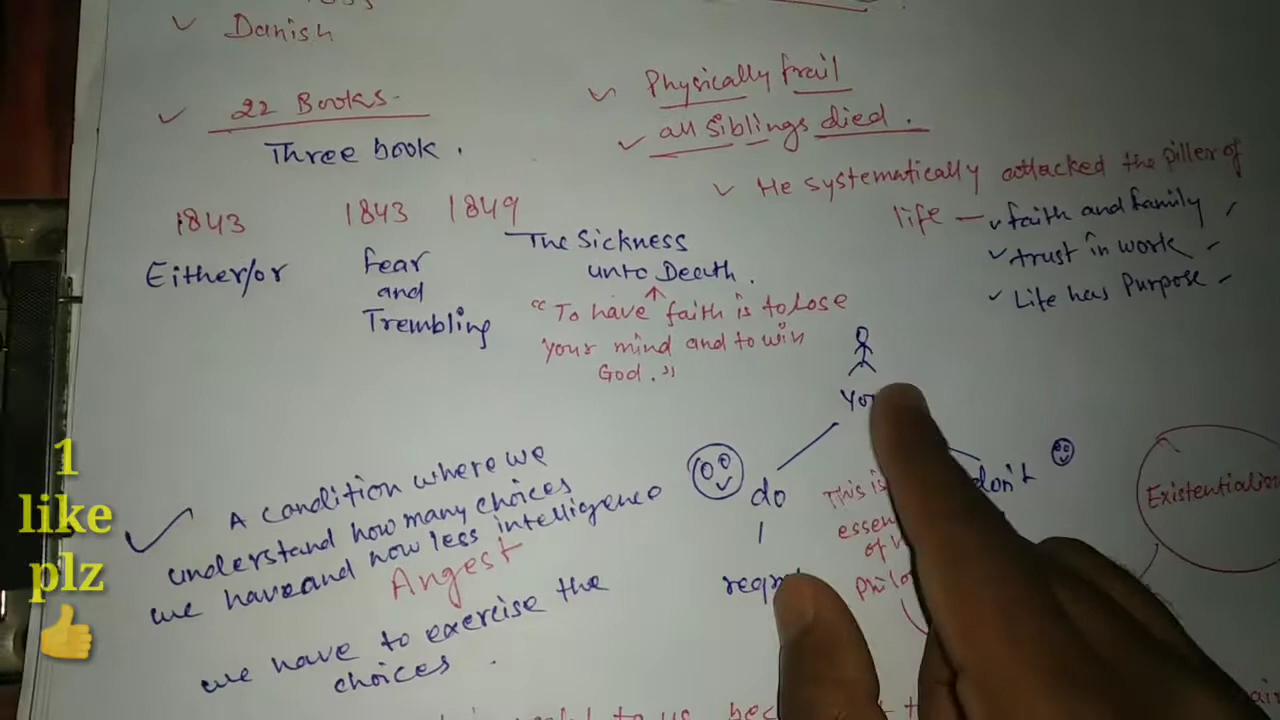 Danish
22 Books.
Three book.
1843
Either/or
1843
Fear
and
Trembling
1849
The Sickness
unto Death.
"To have faith is to Lose
your mind and to win
God."
Physically frail
all siblings died.
He systematically attacked the piller of
life — faith and family
trust in work
Life has Purpose
do
don't
This is
of
Existentialism
A condition where we
understand how many choices
we have and how less intelligence
Angest
we have to exercise the
choices.
1
like
plz